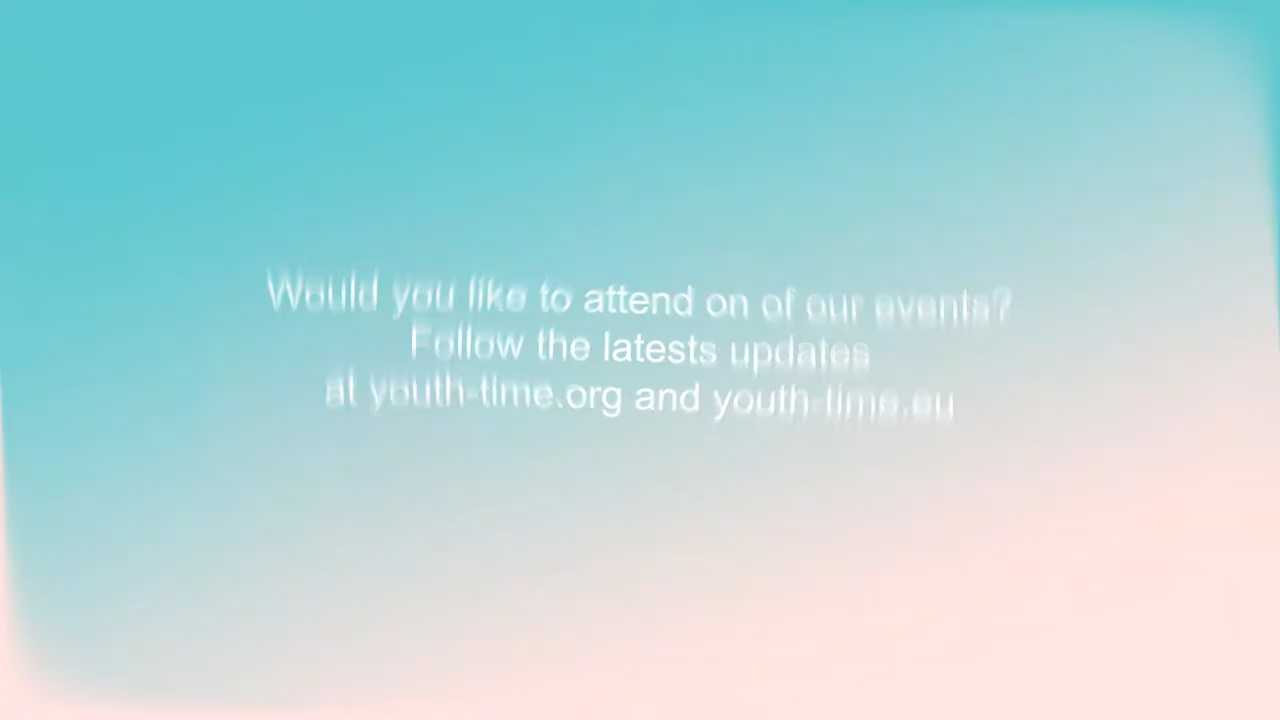 Would you like to attend on of our events?
Follow the latests updates
at youth-time.org and youth-time.eu